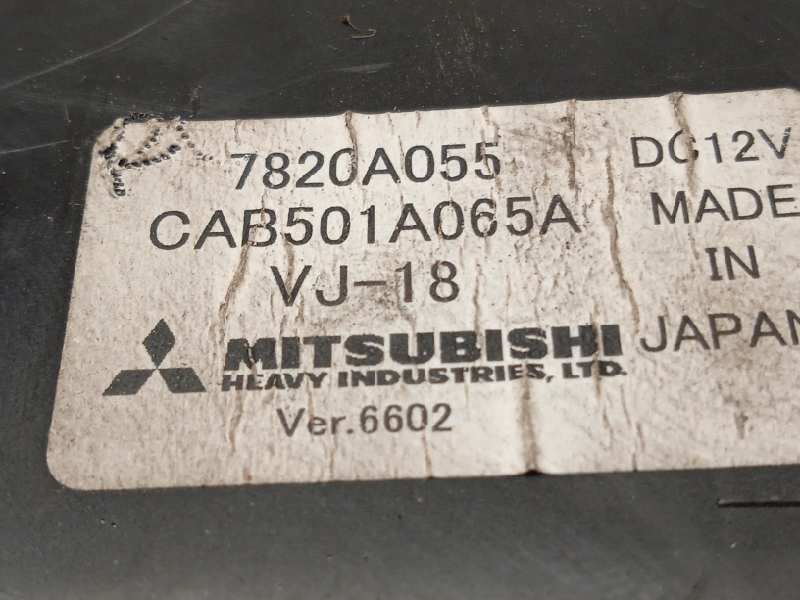 7820A055
CAB501A065A
VJ-18
MITSUBISHI
HEAVY INDUSTRIES, LTD.
Ver.6602
DC12V
MADE
IN
JAPAN